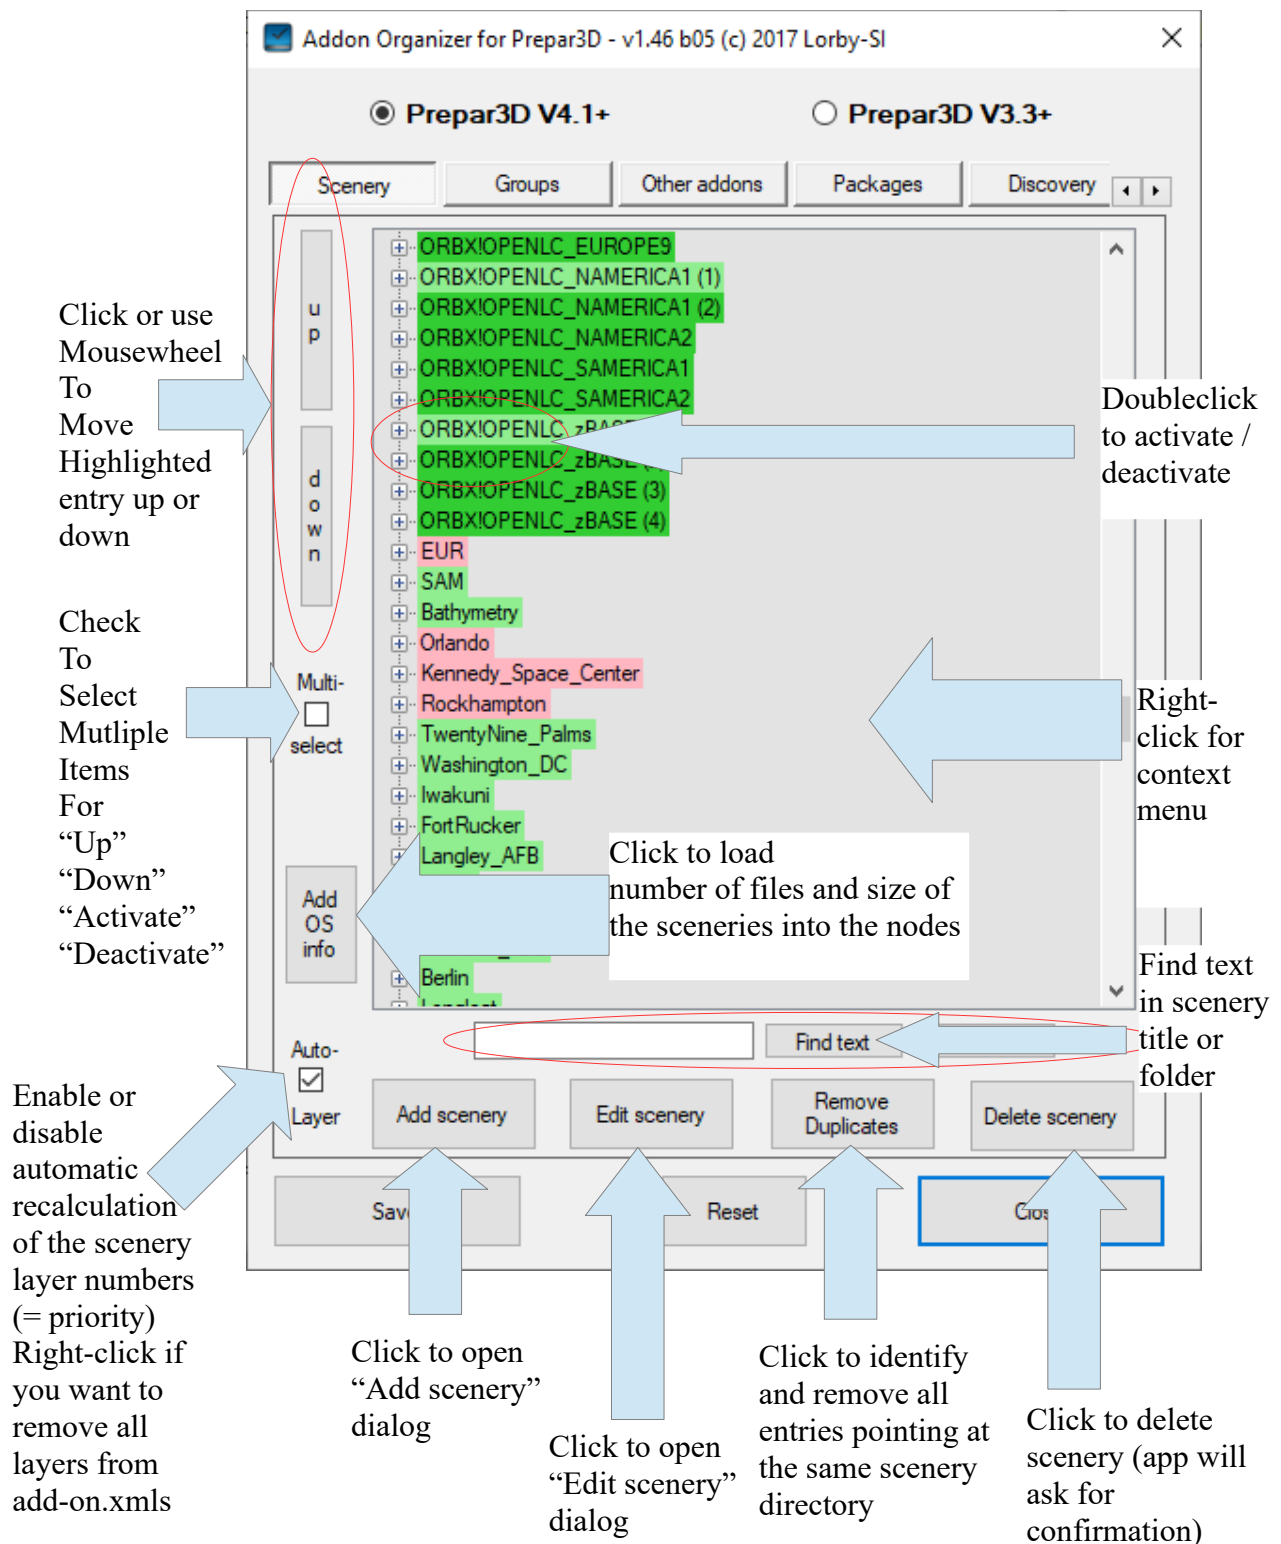 Addon Organizer for Prepar3D - v1.46 b05 (c) 2017 Lorby-SI
Prepar3D V4.1+
Prepar3D V3.3+
Scenery
Groups
Other addons
Packages
Discovery
up
down
ORBX!OPENLC_EUROPE9
ORBX!OPENLC_NAMERICA1 (1)
ORBX!OPENLC_NAMERICA1 (2)
ORBX!OPENLC_NAMERICA2
ORBX!OPENLC_SAMERICA1
ORBX!OPENLC_SAMERICA2
ORBX!OPENLC_zBASE
ORBX!OPENLC_zBASE
ORBX!OPENLC_zBASE (3)
ORBX!OPENLC_zBASE (4)
EUR
SAM
Bathymetry
Orlando
Kennedy_Space_Center
Rockhampton
TwentyNine_Palms
Washington_DC
Iwakuni
FortRucker
Langley_AFB
Berlin
Click or use
Mousewheel
To
Move
Highlighted
entry up or
down
Doubleclick
to activate /
deactivate
Check
To
Select
Mutliple
Items
For
“Up”
“Down”
“Activate”
“Deactivate”
Multi-
select
Right-
click for
context
menu
Click to load
number of files and size of
the sceneries into the nodes
Add
OS
info
Find text
in scenery
title or
folder
Find text
Auto-
Layer
Add scenery
Edit scenery
Remove
Duplicates
Delete scenery
Save
Reset
Close
Enable or
disable
automatic
recalculation
of the scenery
layer numbers
(= priority)
Right-click if
you want to
remove all
layers from
add-on.xmls
Click to open
“Add scenery”
dialog
Click to open
“Edit scenery”
dialog
Click to identify
and remove all
entries pointing at
the same scenery
directory
Click to delete
scenery (app will
ask for
confirmation)